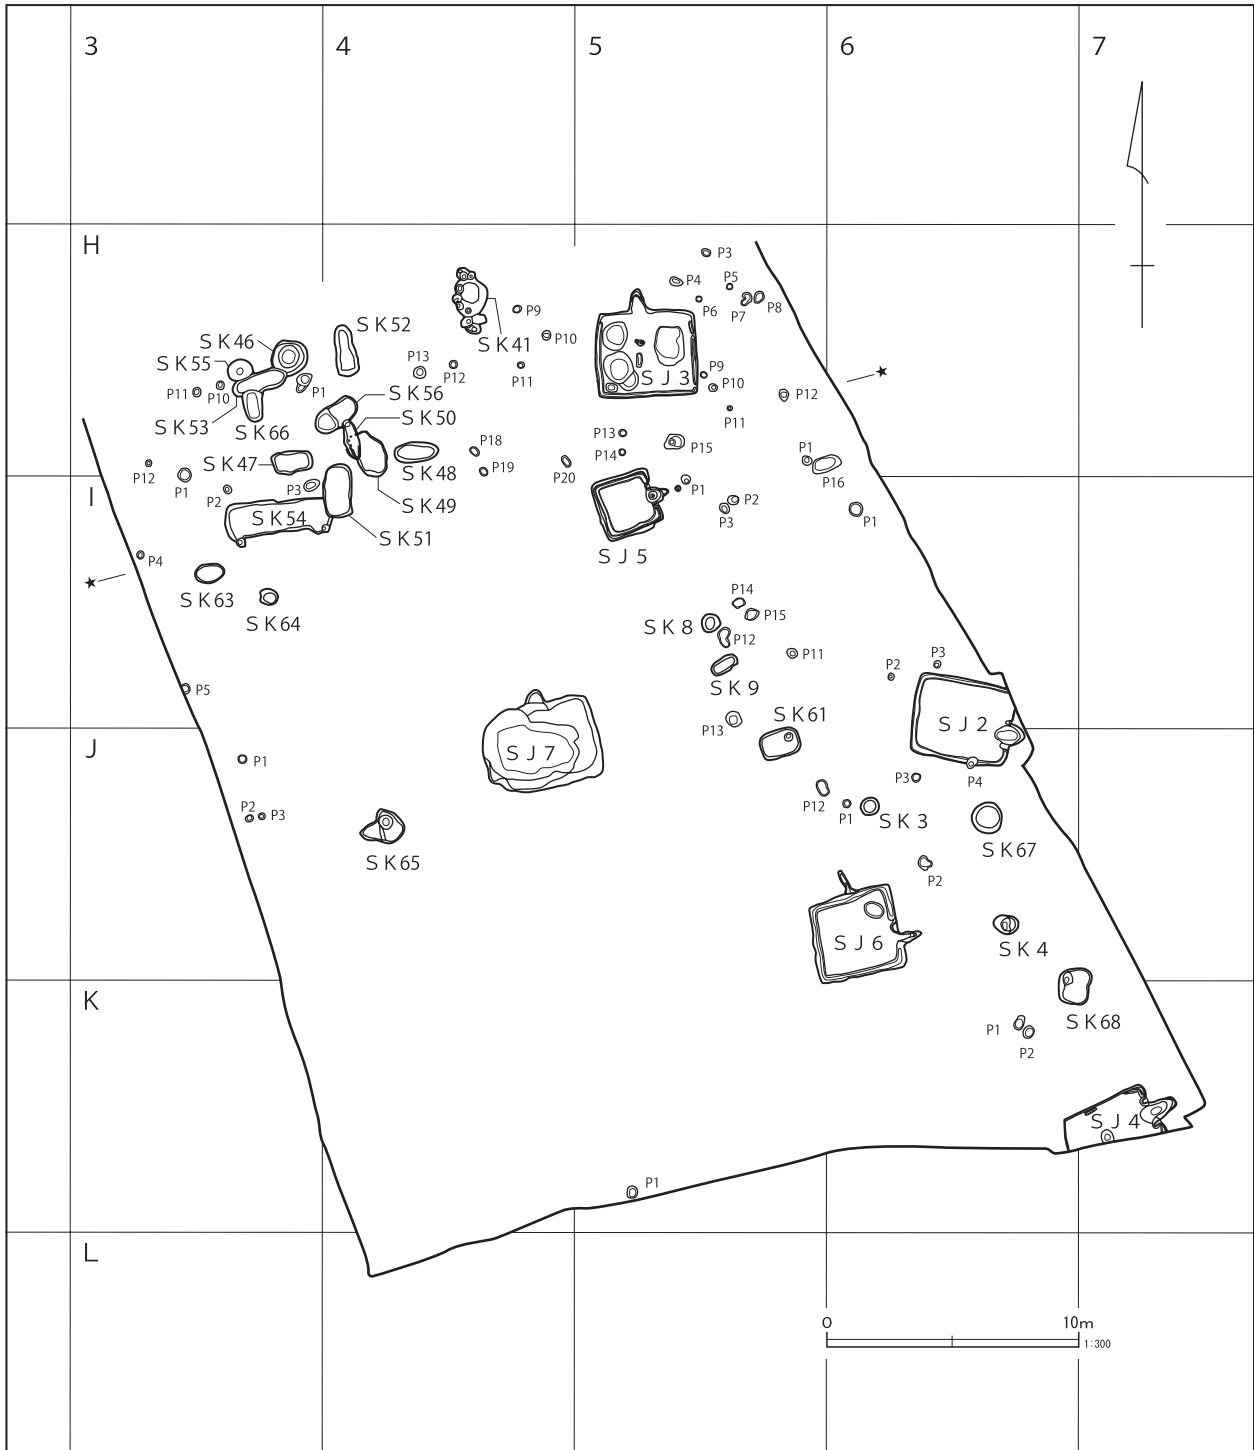 3 4 5 6 7
H
P3
P4
P5
P6
P7
P8
SK52
SK46
SK55
SK41
P9
P10
P13
P12
P11
SJ3
P9
P10
P11
P12
P11
P10
P1
SK56
SK50
SK53
SK66
P13
P14
P15
P18
P19
P20
SK47
SK48
P12
P1
P2
P3
P1
P16
I
SK49
SK54
SK51
P1
P2
P3
P1
SJ5
P4
SK63
SK64
P14
P15
SK8
P12
P11
SK9
P2
P3
P5
P13
SK61
SJ2
J
SJ7
P1
P3
P4
P2
P3
P12
P1
SK3
SK67
SK65
P2
SJ6
SK4
K
SK68
P1
P2
SJ4
P1
L
0 10m
1:300